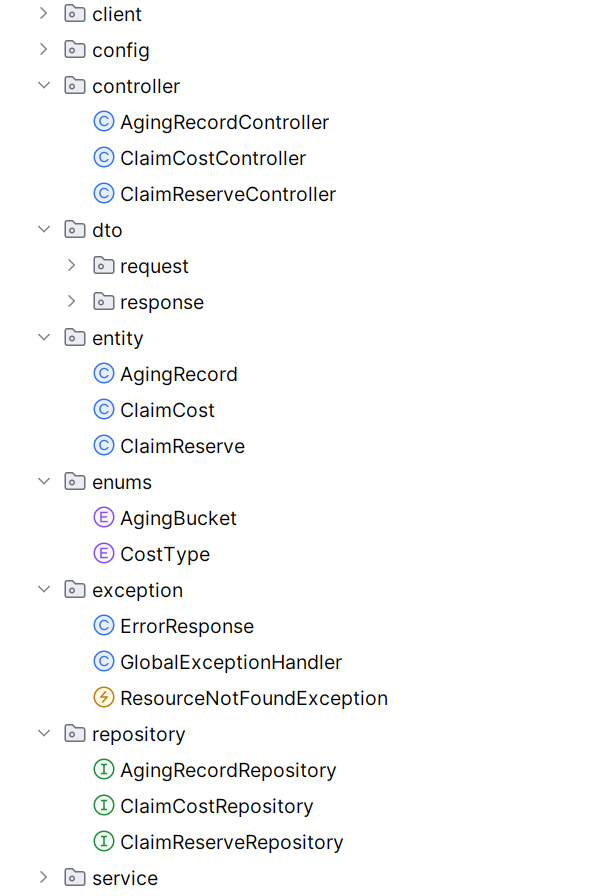 client
config
controller
AgingRecordController
ClaimCostController
ClaimReserveController
dto
request
response
entity
AgingRecord
ClaimCost
ClaimReserve
enums
AgingBucket
CostType
exception
ErrorResponse
GlobalExceptionHandler
ResourceNotFoundException
repository
AgingRecordRepository
ClaimCostRepository
ClaimReserveRepository
service